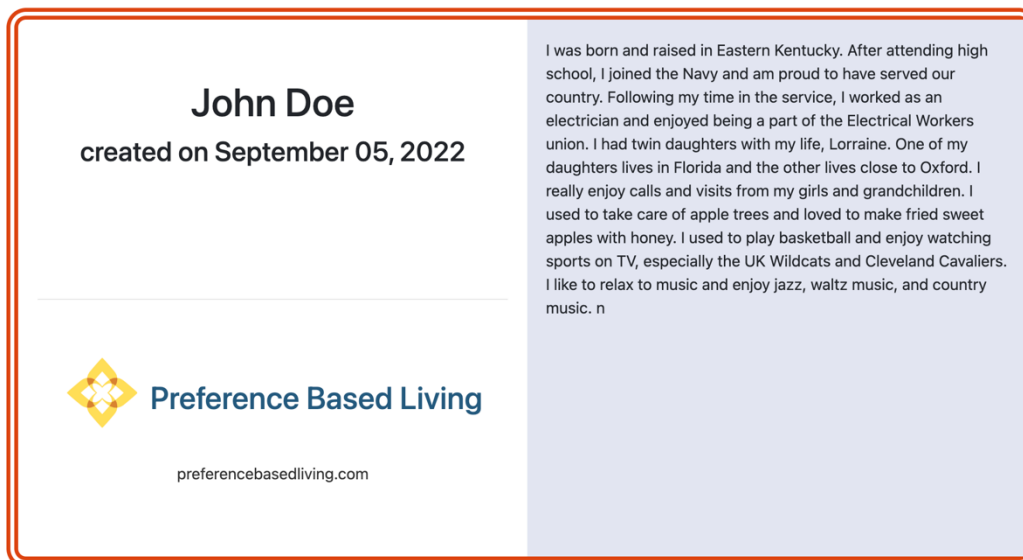 John Doe
created on September 05, 2022
Preference Based Living
preferencebasedliving.com
I was born and raised in Eastern Kentucky. After attending high
school, I joined the Navy and am proud to have served our
country. Following my time in the service, I worked as an
electrician and enjoyed being a part of the Electrical Workers
union. I had twin daughters with my life, Lorraine. One of my
daughters lives in Florida and the other lives close to Oxford. I
really enjoy calls and visits from my girls and grandchildren. I
used to take care of apple trees and loved to make fried sweet
apples with honey. I used to play basketball and enjoy watching
sports on TV, especially the UK Wildcats and Cleveland Cavaliers.
I like to relax to music and enjoy jazz, waltz music, and country
music. n